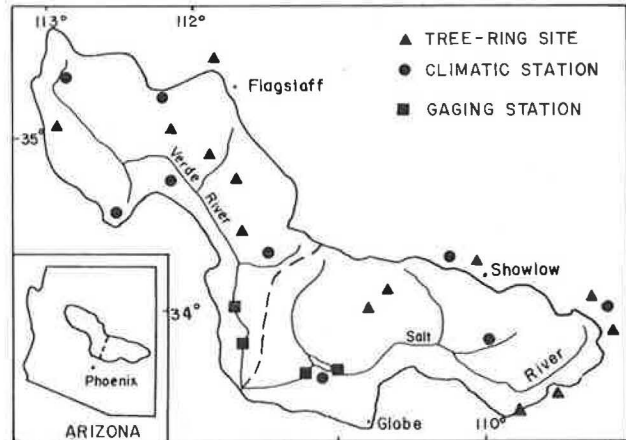 113°
112°
TREE-RING SITE
CLIMATIC STATION
GAGING STATION
Flagstaff
35°
Verde
River
Showlow
34°
Salt
River
Phoenix
Globe
110°
ARIZONA